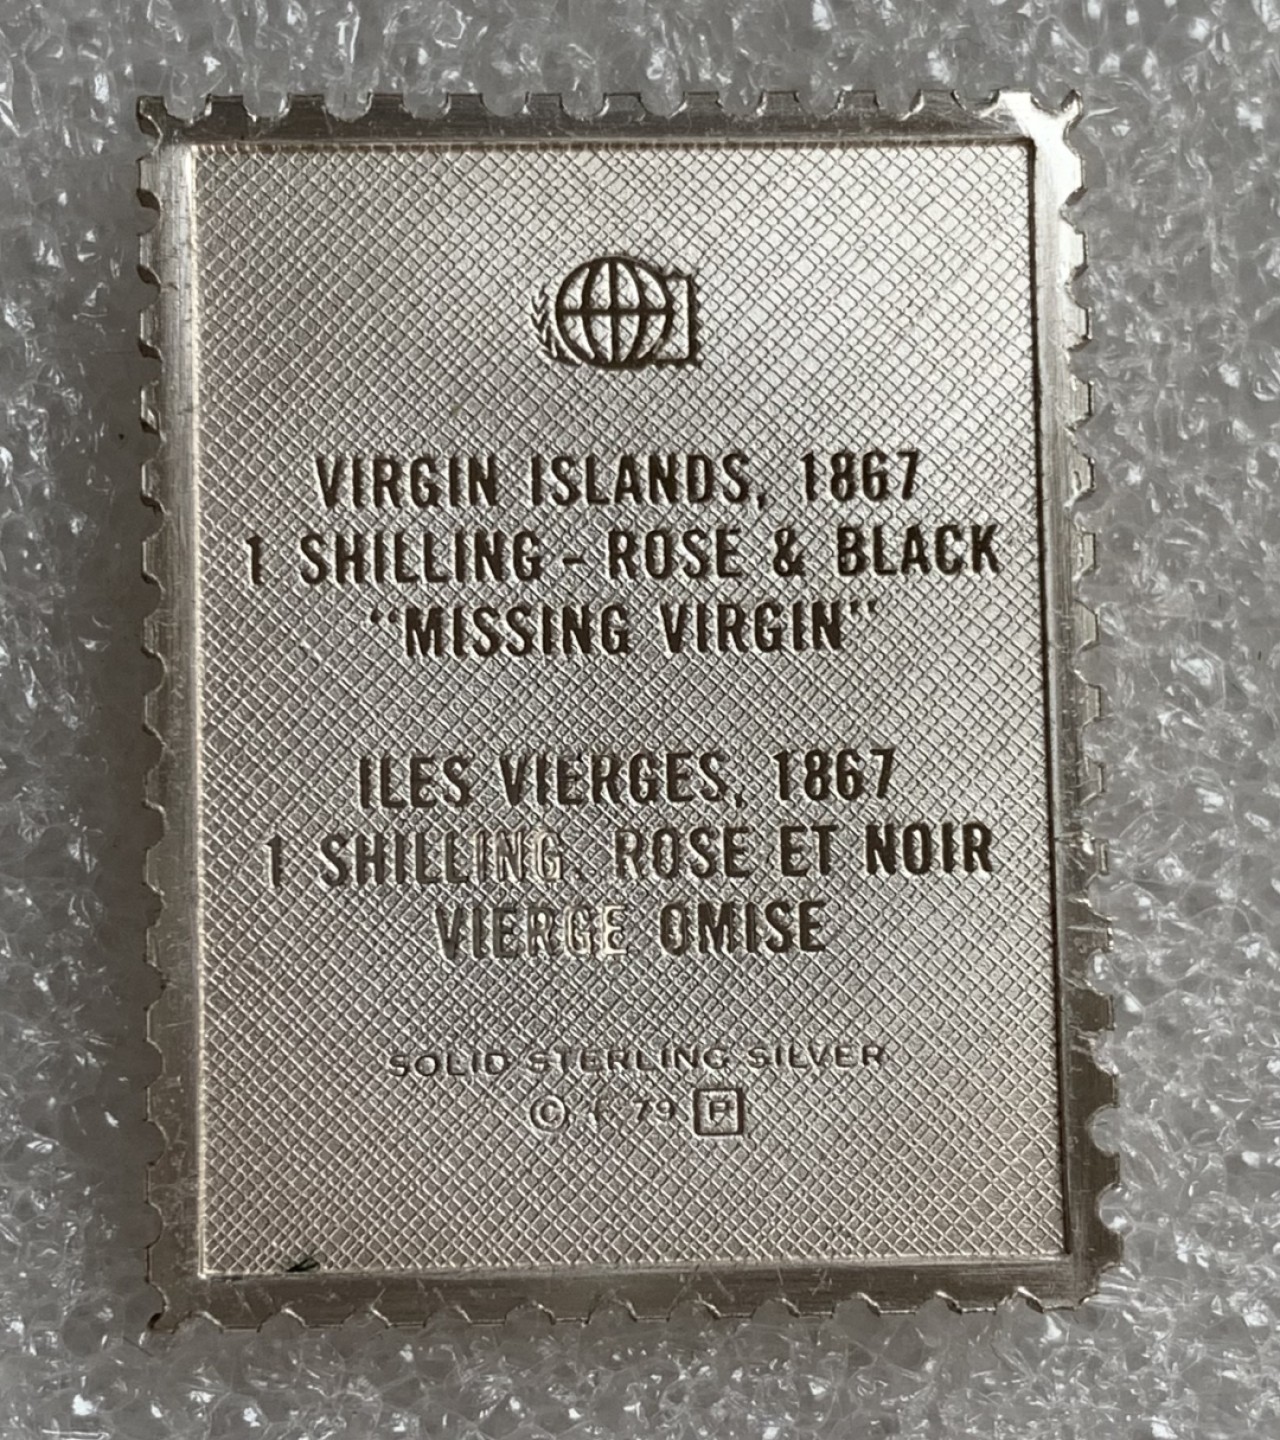 VIRGIN ISLANDS, 1867
1 SHILLING - ROSE & BLACK
"MISSING VIRGIN"
ILES VIERGES, 1867
1 SHILLING. ROSE ET NOIR
VIERGE OMISE
SOLID STERLING SILVER
© 79 P